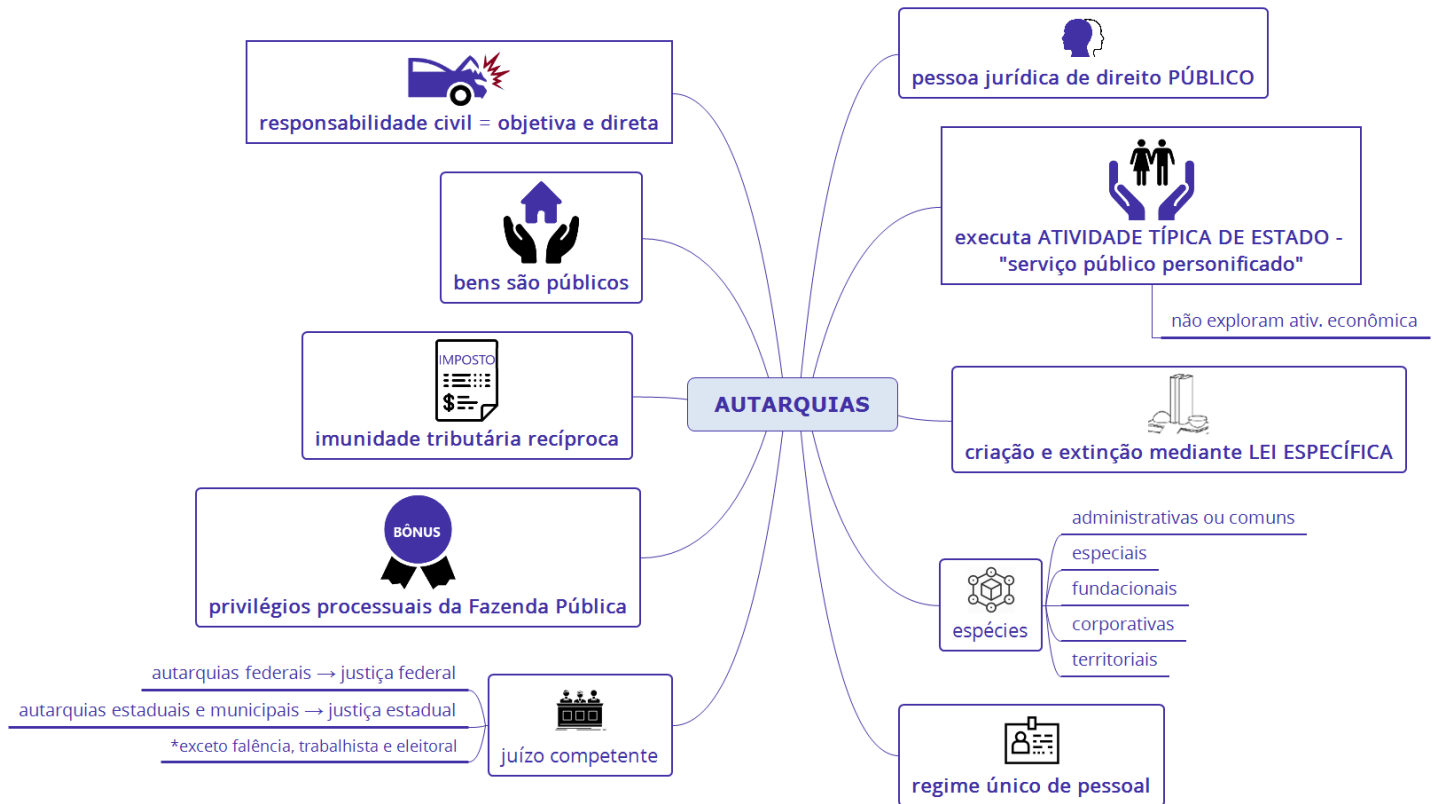 AUTARQUIAS
pessoa jurídica de direito PÚBLICO
executa ATIVIDADE TÍPICA DE ESTADO -
"serviço público personificado"
não exploram ativ. econômica
criação e extinção mediante LEI ESPECÍFICA
espécies
administrativas ou comuns
especiais
fundacionais
corporativas
territoriais
regime único de pessoal
responsabilidade civil = objetiva e direta
bens são públicos
IMPOSTO
$
imunidade tributária recíproca
BÔNUS
privilégios processuais da Fazenda Pública
juízo competente
autarquias federais → justiça federal
autarquias estaduais e municipais → justiça estadual
*exceto falência, trabalhista e eleitoral